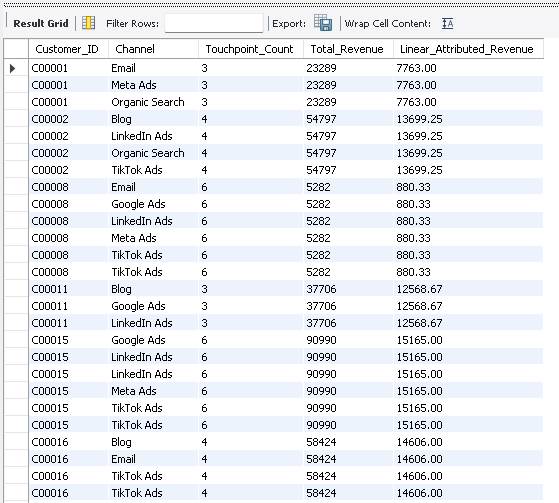 Result Grid Filter Rows: Export: Wrap Cell Content:
Customer_ID Channel Touchpoint_Count Total_Revenue Linear_Attributed_Revenue
C00001 Email 3 23289 7763.00
C00001 Meta Ads 3 23289 7763.00
C00001 Organic Search 3 23289 7763.00
C00002 Blog 4 54797 13699.25
C00002 LinkedIn Ads 4 54797 13699.25
C00002 Organic Search 4 54797 13699.25
C00002 TikTok Ads 4 54797 13699.25
C00008 Email 6 5282 880.33
C00008 Google Ads 6 5282 880.33
C00008 LinkedIn Ads 6 5282 880.33
C00008 Meta Ads 6 5282 880.33
C00008 TikTok Ads 6 5282 880.33
C00008 TikTok Ads 6 5282 880.33
C00011 Blog 3 37706 12568.67
C00011 Google Ads 3 37706 12568.67
C00011 LinkedIn Ads 3 37706 12568.67
C00015 Google Ads 6 90990 15165.00
C00015 LinkedIn Ads 6 90990 15165.00
C00015 LinkedIn Ads 6 90990 15165.00
C00015 Meta Ads 6 90990 15165.00
C00015 TikTok Ads 6 90990 15165.00
C00015 TikTok Ads 6 90990 15165.00
C00016 Blog 4 58424 14606.00
C00016 Email 4 58424 14606.00
C00016 TikTok Ads 4 58424 14606.00
C00016 TikTok Ads 4 58424 14606.00